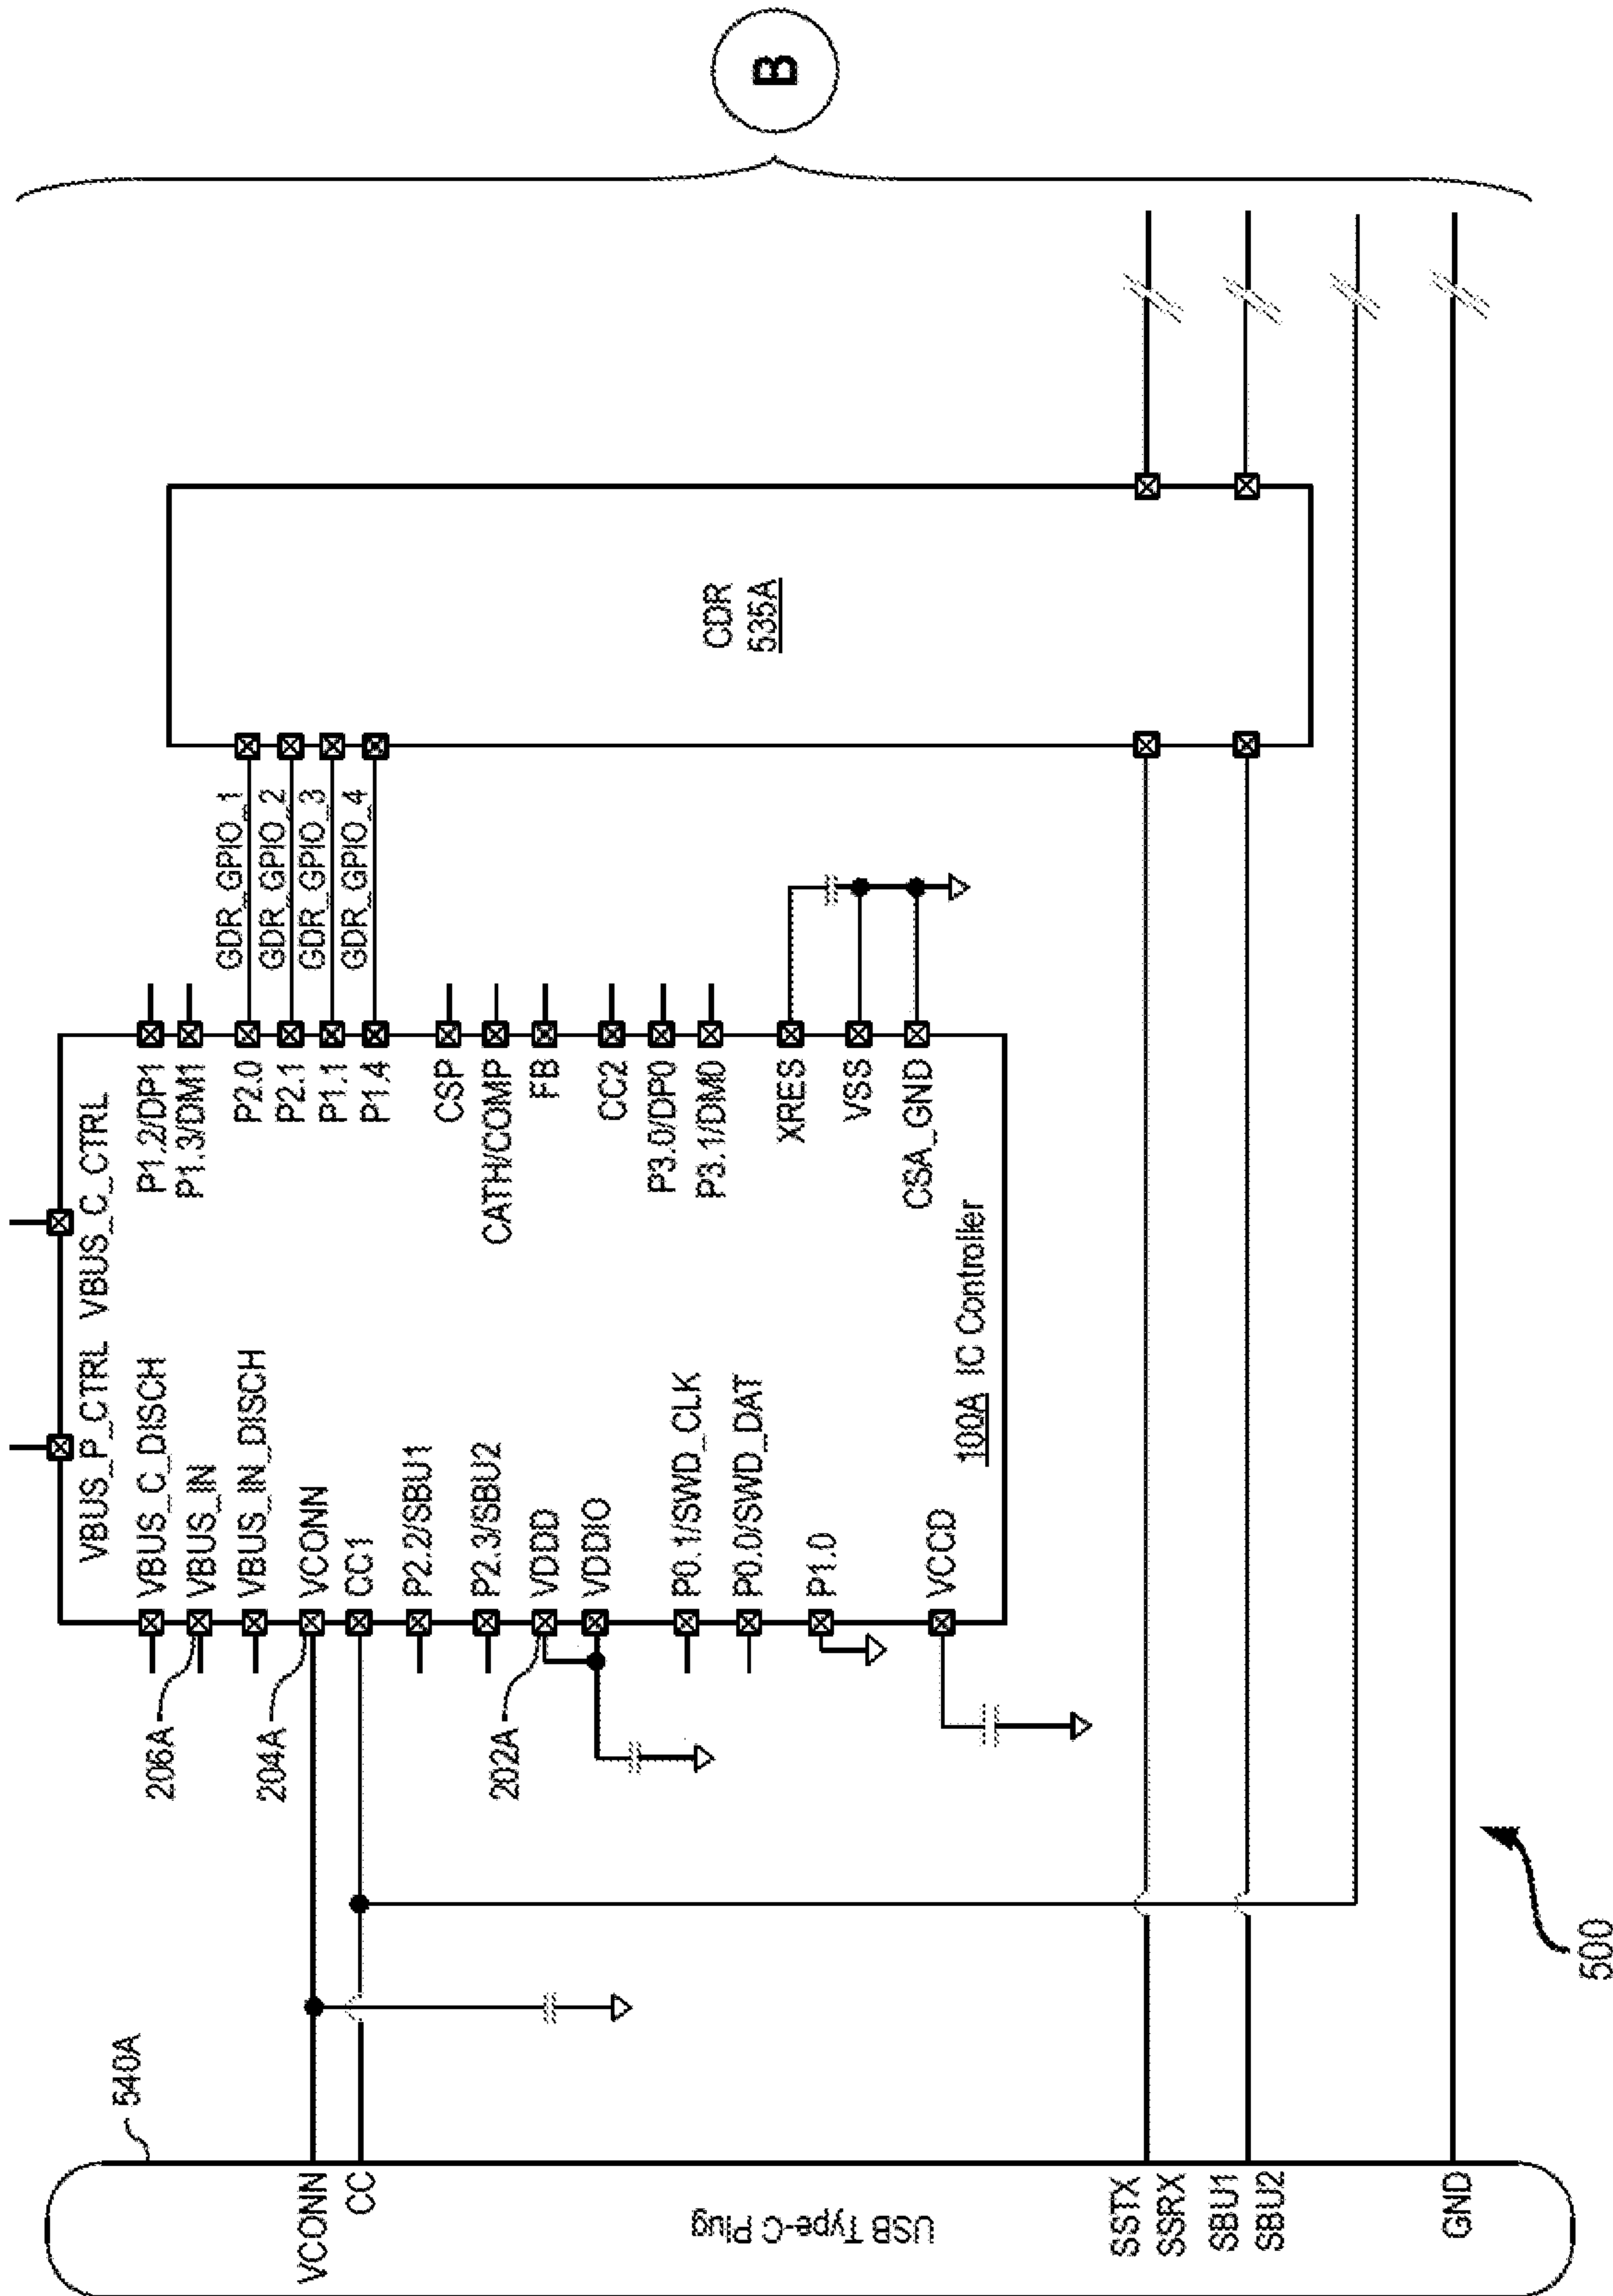 B
VBUS_P_CTRL VBUS_C_CTRL
VBUS_C_DISCH
VBUS_IN
VBUS_IN_DISCH
VCONN
CC1
P2.2/SBU1
P2.3/SBU2
VDDD
VDDIO
P0.1/SWD_CLK
P0.0/SWD_DAT
P1.0
VCCD
P1.2/DP1
P1.3/DM1
P2.0
P2.1
P1.1
P1.4
CSP
CATH/COMP
FB
CC2
P3.0/DP0
P3.1/DM0
XRES
VSS
CSA_GND
100A IC Controller
GDR_GPIO_1
GDR_GPIO_2
GDR_GPIO_3
GDR_GPIO_4
CDR
535A
206A
204A
202A
540A
VCONN
CC
USB Type-C Plug
SSTX
SSRX
SBU1
SBU2
GND
500